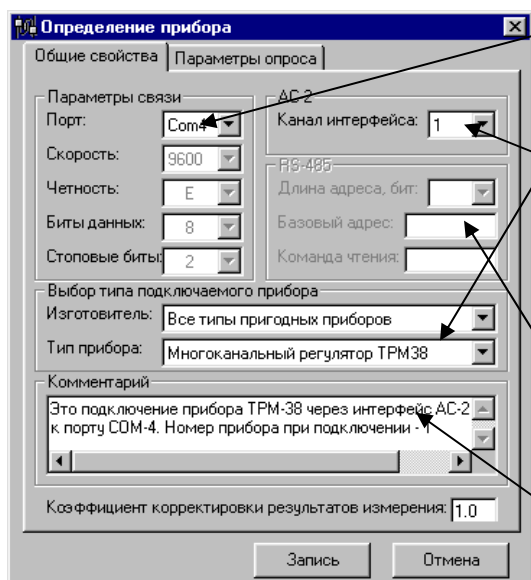 Определение прибора
Общие свойства Параметры опроса
Параметры связи
Порт: Com4
Скорость: 9600
Четность: E
Биты данных: 8
Стоповые биты: 2
АС-2
Канал интерфейса: 1
RS-485
Длина адреса, бит:
Базовый адрес:
Команда чтения:
Выбор типа подключаемого прибора
Изготовитель: Все типы пригодных приборов
Тип прибора: Многоканальный регулятор ТРМ38
Комментарий
Это подключение прибора ТРМ-38 через интерфейс АС-2
к порту СОМ-4. Номер прибора при подключении - 1
Коэффициент корректировки результатов измерения: 1.0
Запись Отмена